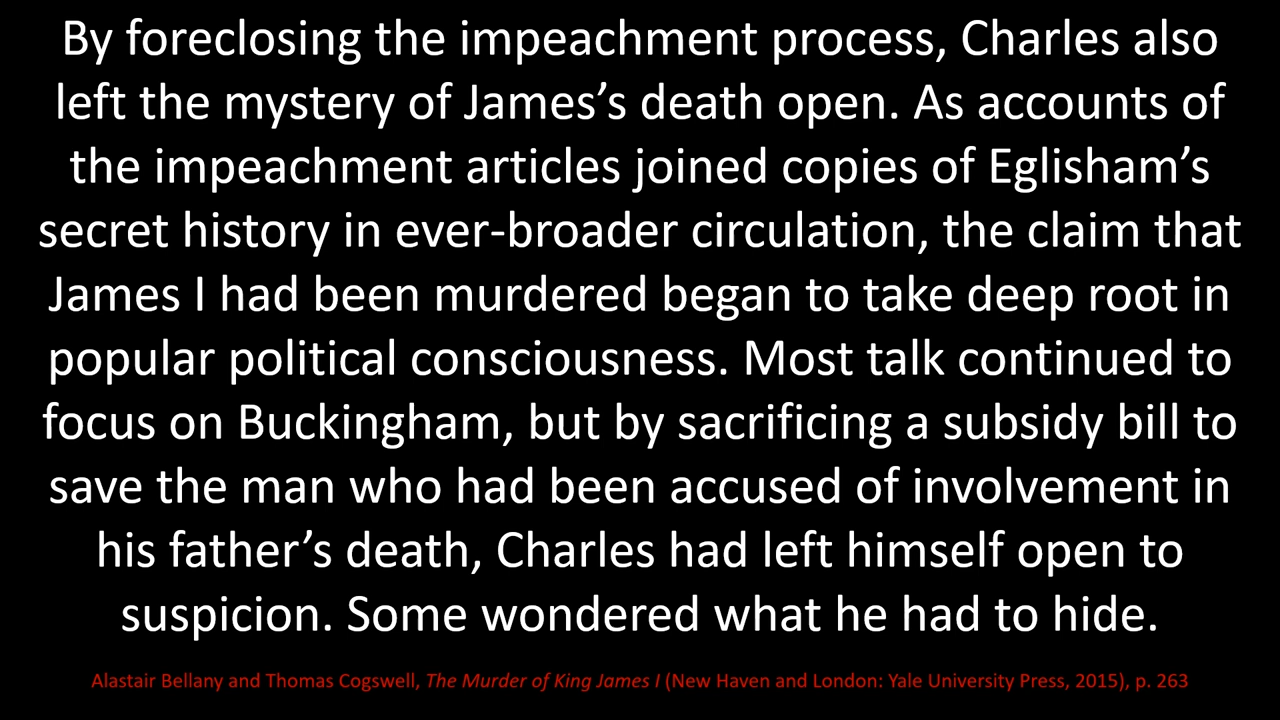 By foreclosing the impeachment process, Charles also
left the mystery of James’s death open. As accounts of
the impeachment articles joined copies of Eglisham’s
secret history in ever-broader circulation, the claim that
James I had been murdered began to take deep root in
popular political consciousness. Most talk continued to
focus on Buckingham, but by sacrificing a subsidy bill to
save the man who had been accused of involvement in
his father’s death, Charles had left himself open to
suspicion. Some wondered what he had to hide.
Alastair Bellany and Thomas Cogswell, The Murder of King James I (New Haven and London: Yale University Press, 2015), p. 263